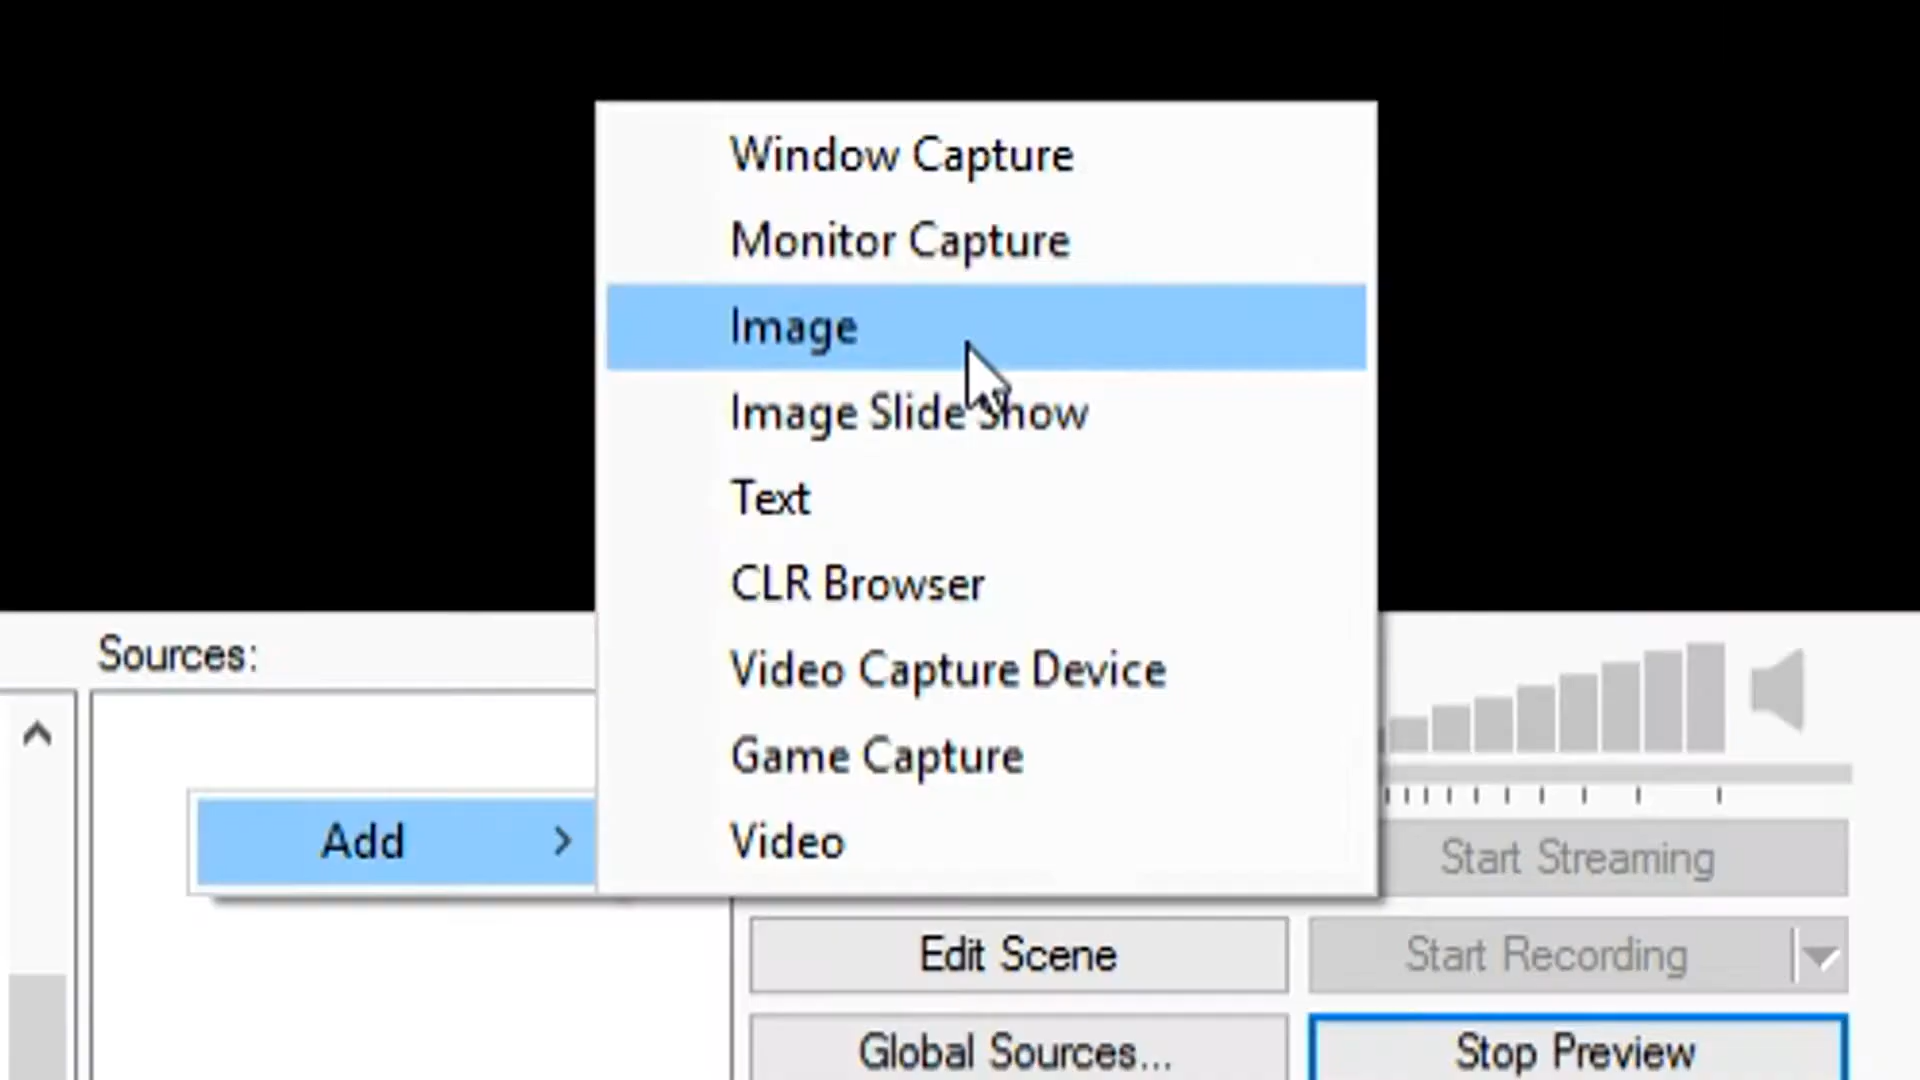 Window Capture
Monitor Capture
Image
Image Slide Show
Text
CLR Browser
Video Capture Device
Game Capture
Video
Sources:
Add
Start Streaming
Edit Scene
Start Recording
Global Sources...
Stop Preview